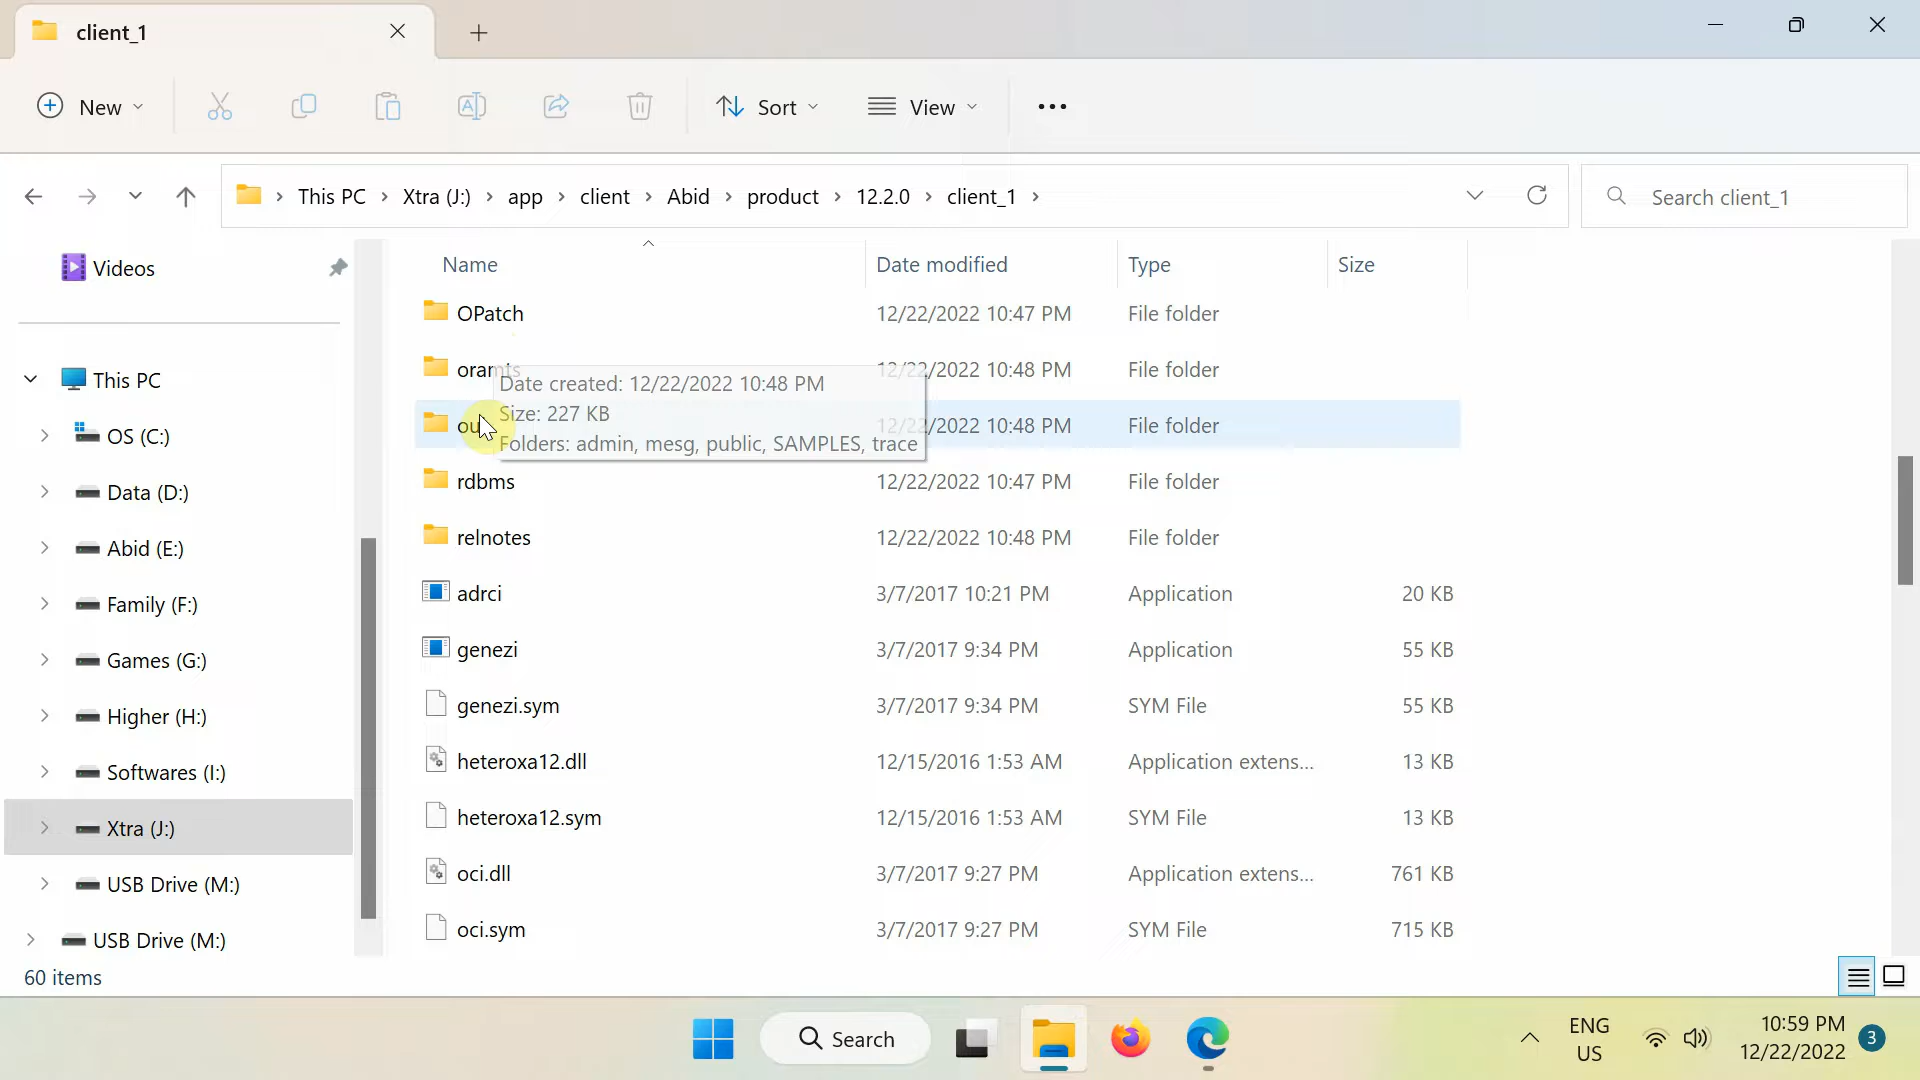 client_1
New
Sort
View
This PC
Xtra (J:)
app
client
Abid
product
12.2.0
client_1
Search client_1
Videos
This PC
OS (C:)
Data (D:)
Abid (E:)
Family (F:)
Games (G:)
Higher (H:)
Softwares (I:)
Xtra (J:)
USB Drive (M:)
USB Drive (M:)
Name Date modified Type Size
OPatch 12/22/2022 10:47 PM File folder
oramts 12/22/2022 10:48 PM File folder
Date created: 12/22/2022 10:48 PM
Size: 227 KB
Folders: admin, mesg, public, SAMPLES, trace
12/22/2022 10:48 PM File folder
rdbms 12/22/2022 10:47 PM File folder
relnotes 12/22/2022 10:48 PM File folder
adrci 3/7/2017 10:21 PM Application 20 KB
genezi 3/7/2017 9:34 PM Application 55 KB
genezi.sym 3/7/2017 9:34 PM SYM File 55 KB
heteroxa12.dll 12/15/2016 1:53 AM Application extens... 13 KB
heteroxa12.sym 12/15/2016 1:53 AM SYM File 13 KB
oci.dll 3/7/2017 9:27 PM Application extens... 761 KB
oci.sym 3/7/2017 9:27 PM SYM File 715 KB
60 items
Search
ENG
US
10:59 PM
12/22/2022
3